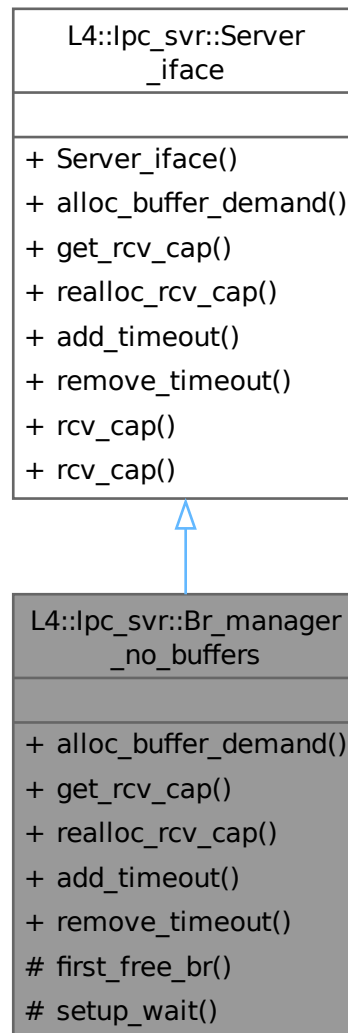 L4::Ipc_svr::Server
_iface
+ Server_iface()
+ alloc_buffer_demand()
+ get_rcv_cap()
+ realloc_rcv_cap()
+ add_timeout()
+ remove_timeout()
+ rcv_cap()
+ rcv_cap()
L4::Ipc_svr::Br_manager
_no_buffers
+ alloc_buffer_demand()
+ get_rcv_cap()
+ realloc_rcv_cap()
+ add_timeout()
+ remove_timeout()
# first_free_br()
# setup_wait()